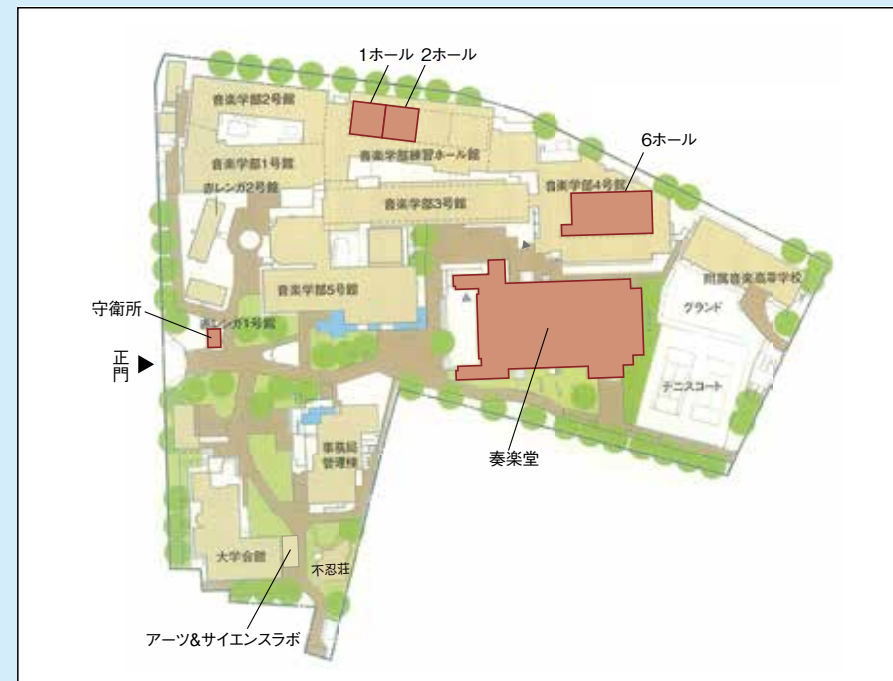 1ホール 2ホール
6ホール
音楽学部2号館
音楽学部1号館
音楽学部練習ホール館
赤レンガ2号館
音楽学部3号館
音楽学部4号館
附属音楽高等学校
音楽学部5号館
グランド
守衛所
赤レンガ1号館
正門
テニスコート
奏楽堂
事務局
管理棟
大学会館
不忍荘
アーツ&サイエンスラボ